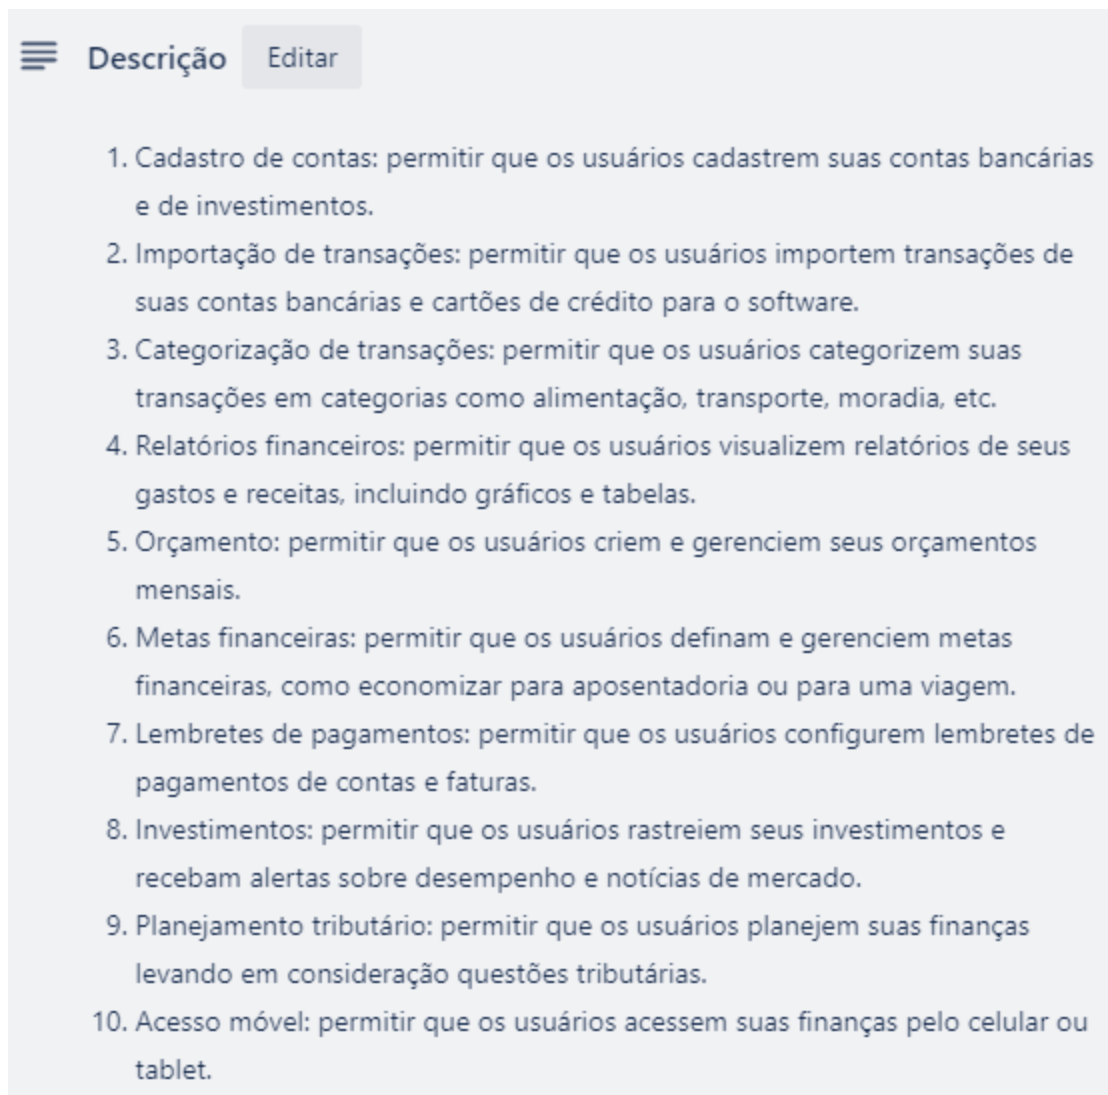 Descrição Editar
1. Cadastro de contas: permitir que os usuários cadastrem suas contas bancárias
e de investimentos.
2. Importação de transações: permitir que os usuários importem transações de
suas contas bancárias e cartões de crédito para o software.
3. Categorização de transações: permitir que os usuários categorizem suas
transações em categorias como alimentação, transporte, moradia, etc.
4. Relatórios financeiros: permitir que os usuários visualizem relatórios de seus
gastos e receitas, incluindo gráficos e tabelas.
5. Orçamento: permitir que os usuários criem e gerenciem seus orçamentos
mensais.
6. Metas financeiras: permitir que os usuários definam e gerenciem metas
financeiras, como economizar para aposentadoria ou para uma viagem.
7. Lembretes de pagamentos: permitir que os usuários configurem lembretes de
pagamentos de contas e faturas.
8. Investimentos: permitir que os usuários rastreiem seus investimentos e
recebam alertas sobre desempenho e notícias de mercado.
9. Planejamento tributário: permitir que os usuários planejem suas finanças
levando em consideração questões tributárias.
10. Acesso móvel: permitir que os usuários acessem suas finanças pelo celular ou
tablet.